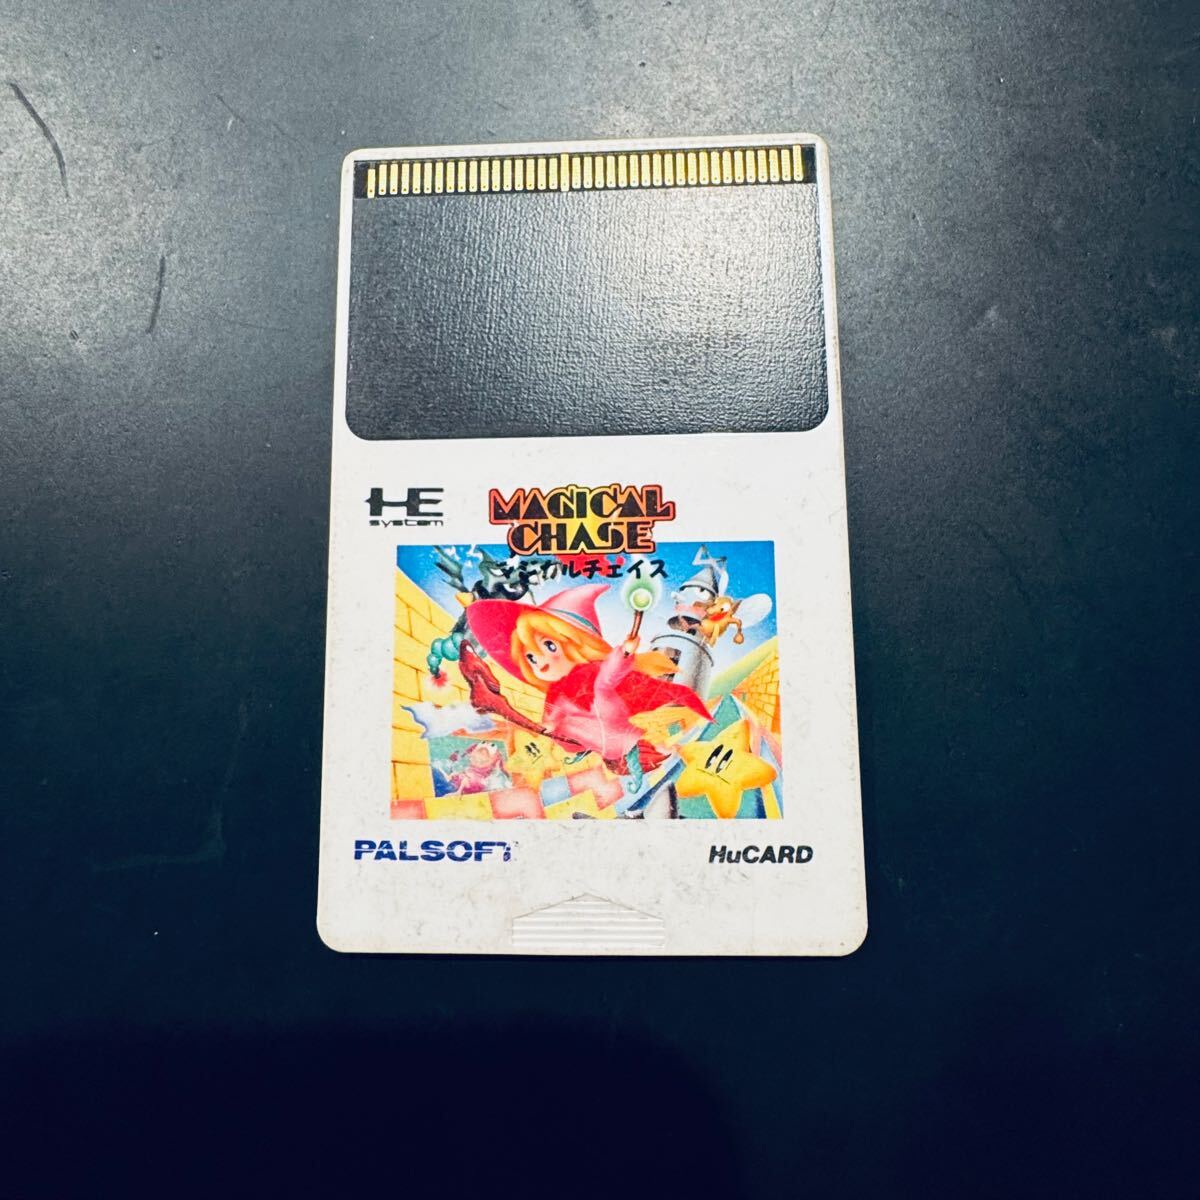 HE
system
MAGICAL
CHASE
マジカルチェイス
PALSOFT
HuCARD